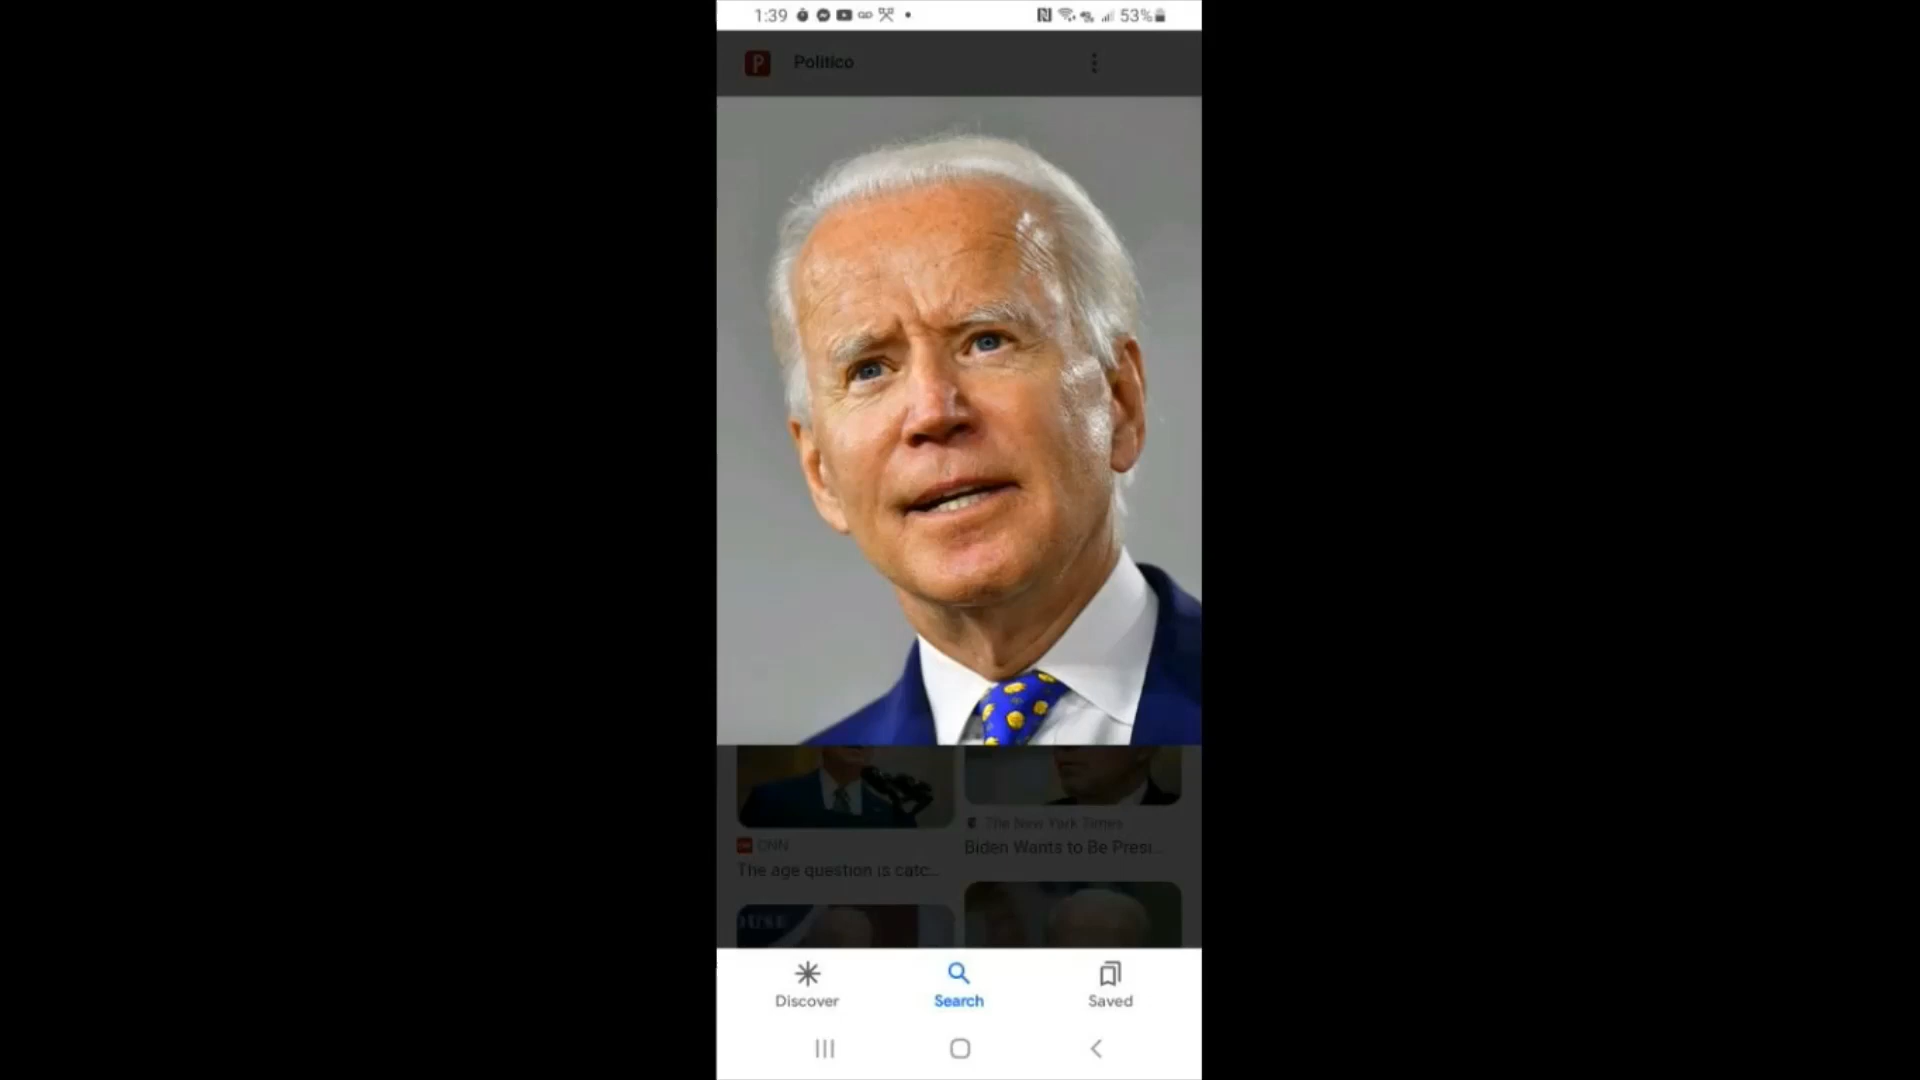 1:39
53%
P Politico
The New York Times
CNN
Biden Wants to Be Presi...
The age question is catc...
Discover
Search
Saved